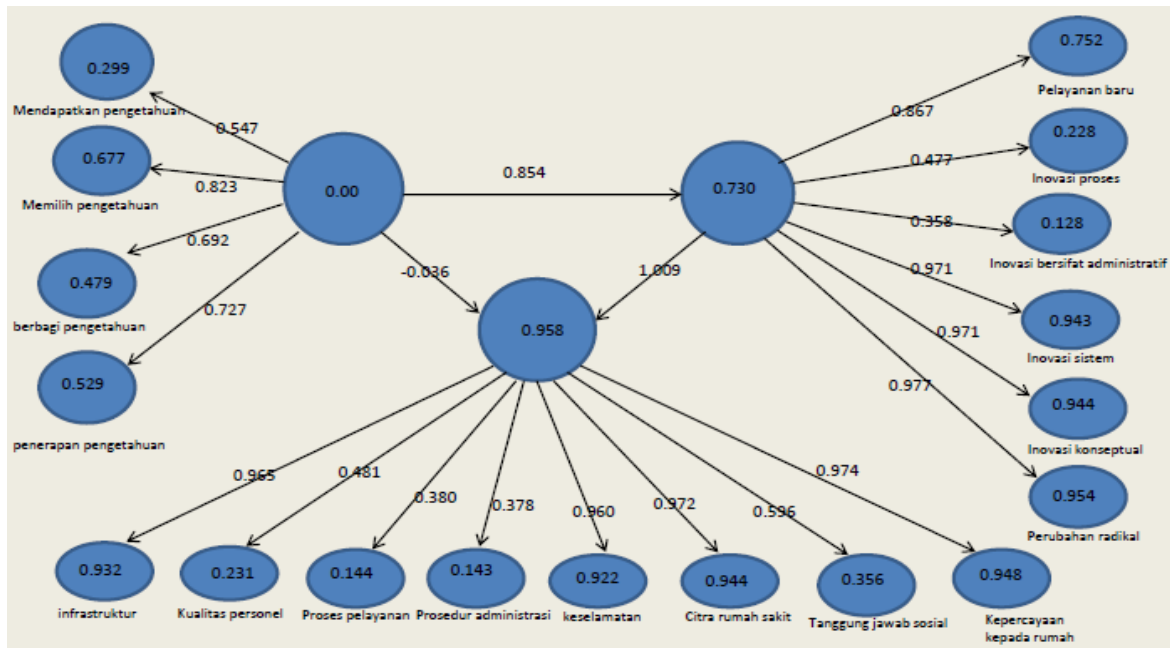 0.299
Mendapatkan pengetahuan
0.547
0.677
Memilih pengetahuan
0.823
0.692
0.479
berbagi pengetahuan
0.727
0.529
penerapan pengetahuan
0.00
0.854
-0.036
0.730
1.009
0.958
0.867
0.752
Pelayanan baru
0.477
0.228
Inovasi proses
0.358
0.128
Inovasi bersifat administratif
0.971
0.943
Inovasi sistem
0.971
0.944
Inovasi konseptual
0.977
0.954
Perubahan radikal
0.965
0.481
0.380
0.378
0.960
0.972
0.596
0.974
0.932
infrastruktur
0.231
Kualitas personel
0.144
Proses pelayanan
0.143
Prosedur administrasi
0.922
keselamatan
0.944
Citra rumah sakit
0.356
Tanggung jawab sosial
0.948
Kepercayaan
kepada rumah